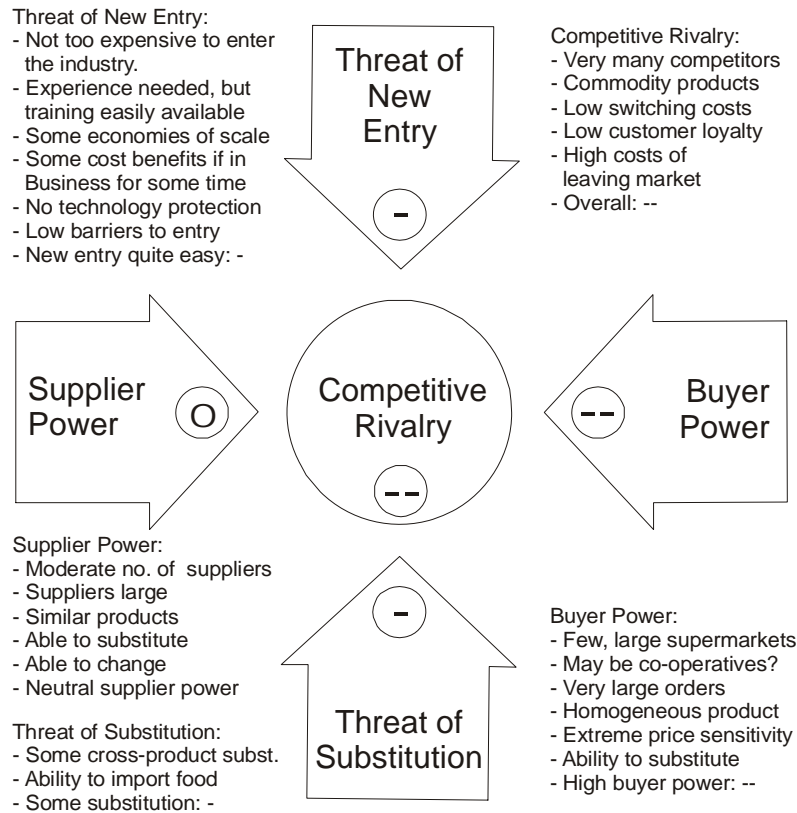 Threat of New Entry:
- Not too expensive to enter
the industry.
- Experience needed, but
training easily available
- Some economies of scale
- Some cost benefits if in
Business for some time
- No technology protection
- Low barriers to entry
- New entry quite easy: -
Threat of
New
Entry
-
Competitive Rivalry:
- Very many competitors
- Commodity products
- Low switching costs
- Low customer loyalty
- High costs of
leaving market
- Overall: --
Supplier
Power
O
Competitive
Rivalry
--
--
Buyer
Power
Supplier Power:
- Moderate no. of suppliers
- Suppliers large
- Similar products
- Able to substitute
- Able to change
- Neutral supplier power
Threat of Substitution:
- Some cross-product subst.
- Ability to import food
- Some substitution: -
-
Threat of
Substitution
Buyer Power:
- Few, large supermarkets
- May be co-operatives?
- Very large orders
- Homogeneous product
- Extreme price sensitivity
- Ability to substitute
- High buyer power: --